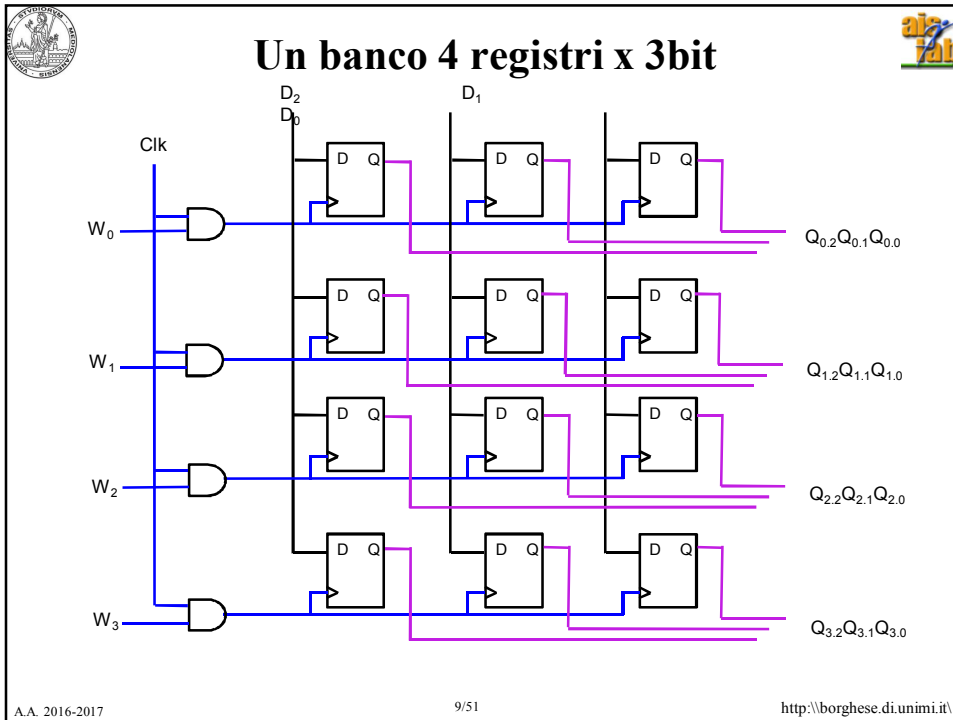 Un banco 4 registri x 3bit
D₂ D₁
D₀
Clk
D Q D Q D Q
W₀
Q₀.₂Q₀.₁Q₀.₀
D Q D Q D Q
W₁
Q₁.₂Q₁.₁Q₁.₀
D Q D Q D Q
W₂
Q₂.₂Q₂.₁Q₂.₀
D Q D Q D Q
W₃
Q₃.₂Q₃.₁Q₃.₀
A.A. 2016-2017 9/51 http:\\borghese.di.unimi.it\